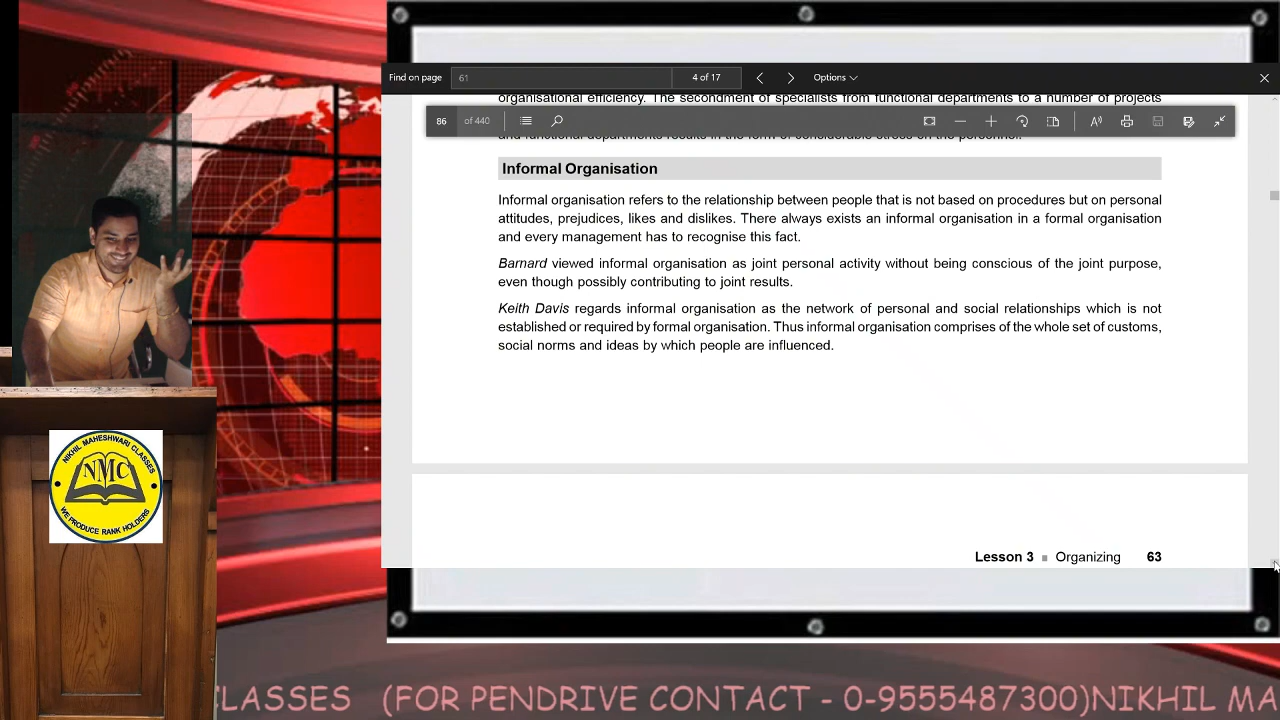 Find on page 61 4 of 17 Options
organisational efficiency. The secondment of specialists from functional departments to a number of projects
86 of 440
Informal Organisation
Informal organisation refers to the relationship between people that is not based on procedures but on personal
attitudes, prejudices, likes and dislikes. There always exists an informal organisation in a formal organisation
and every management has to recognise this fact.
Barnard viewed informal organisation as joint personal activity without being conscious of the joint purpose,
even though possibly contributing to joint results.
Keith Davis regards informal organisation as the network of personal and social relationships which is not
established or required by formal organisation. Thus informal organisation comprises of the whole set of customs,
social norms and ideas by which people are influenced.
Lesson 3 ■ Organizing 63
NIKHIL MAHESHWARI CLASSES
NMC
WE PRODUCE RANK HOLDERS
CLASSES (FOR PENDRIVE CONTACT - 0-9555487300)NIKHIL MA